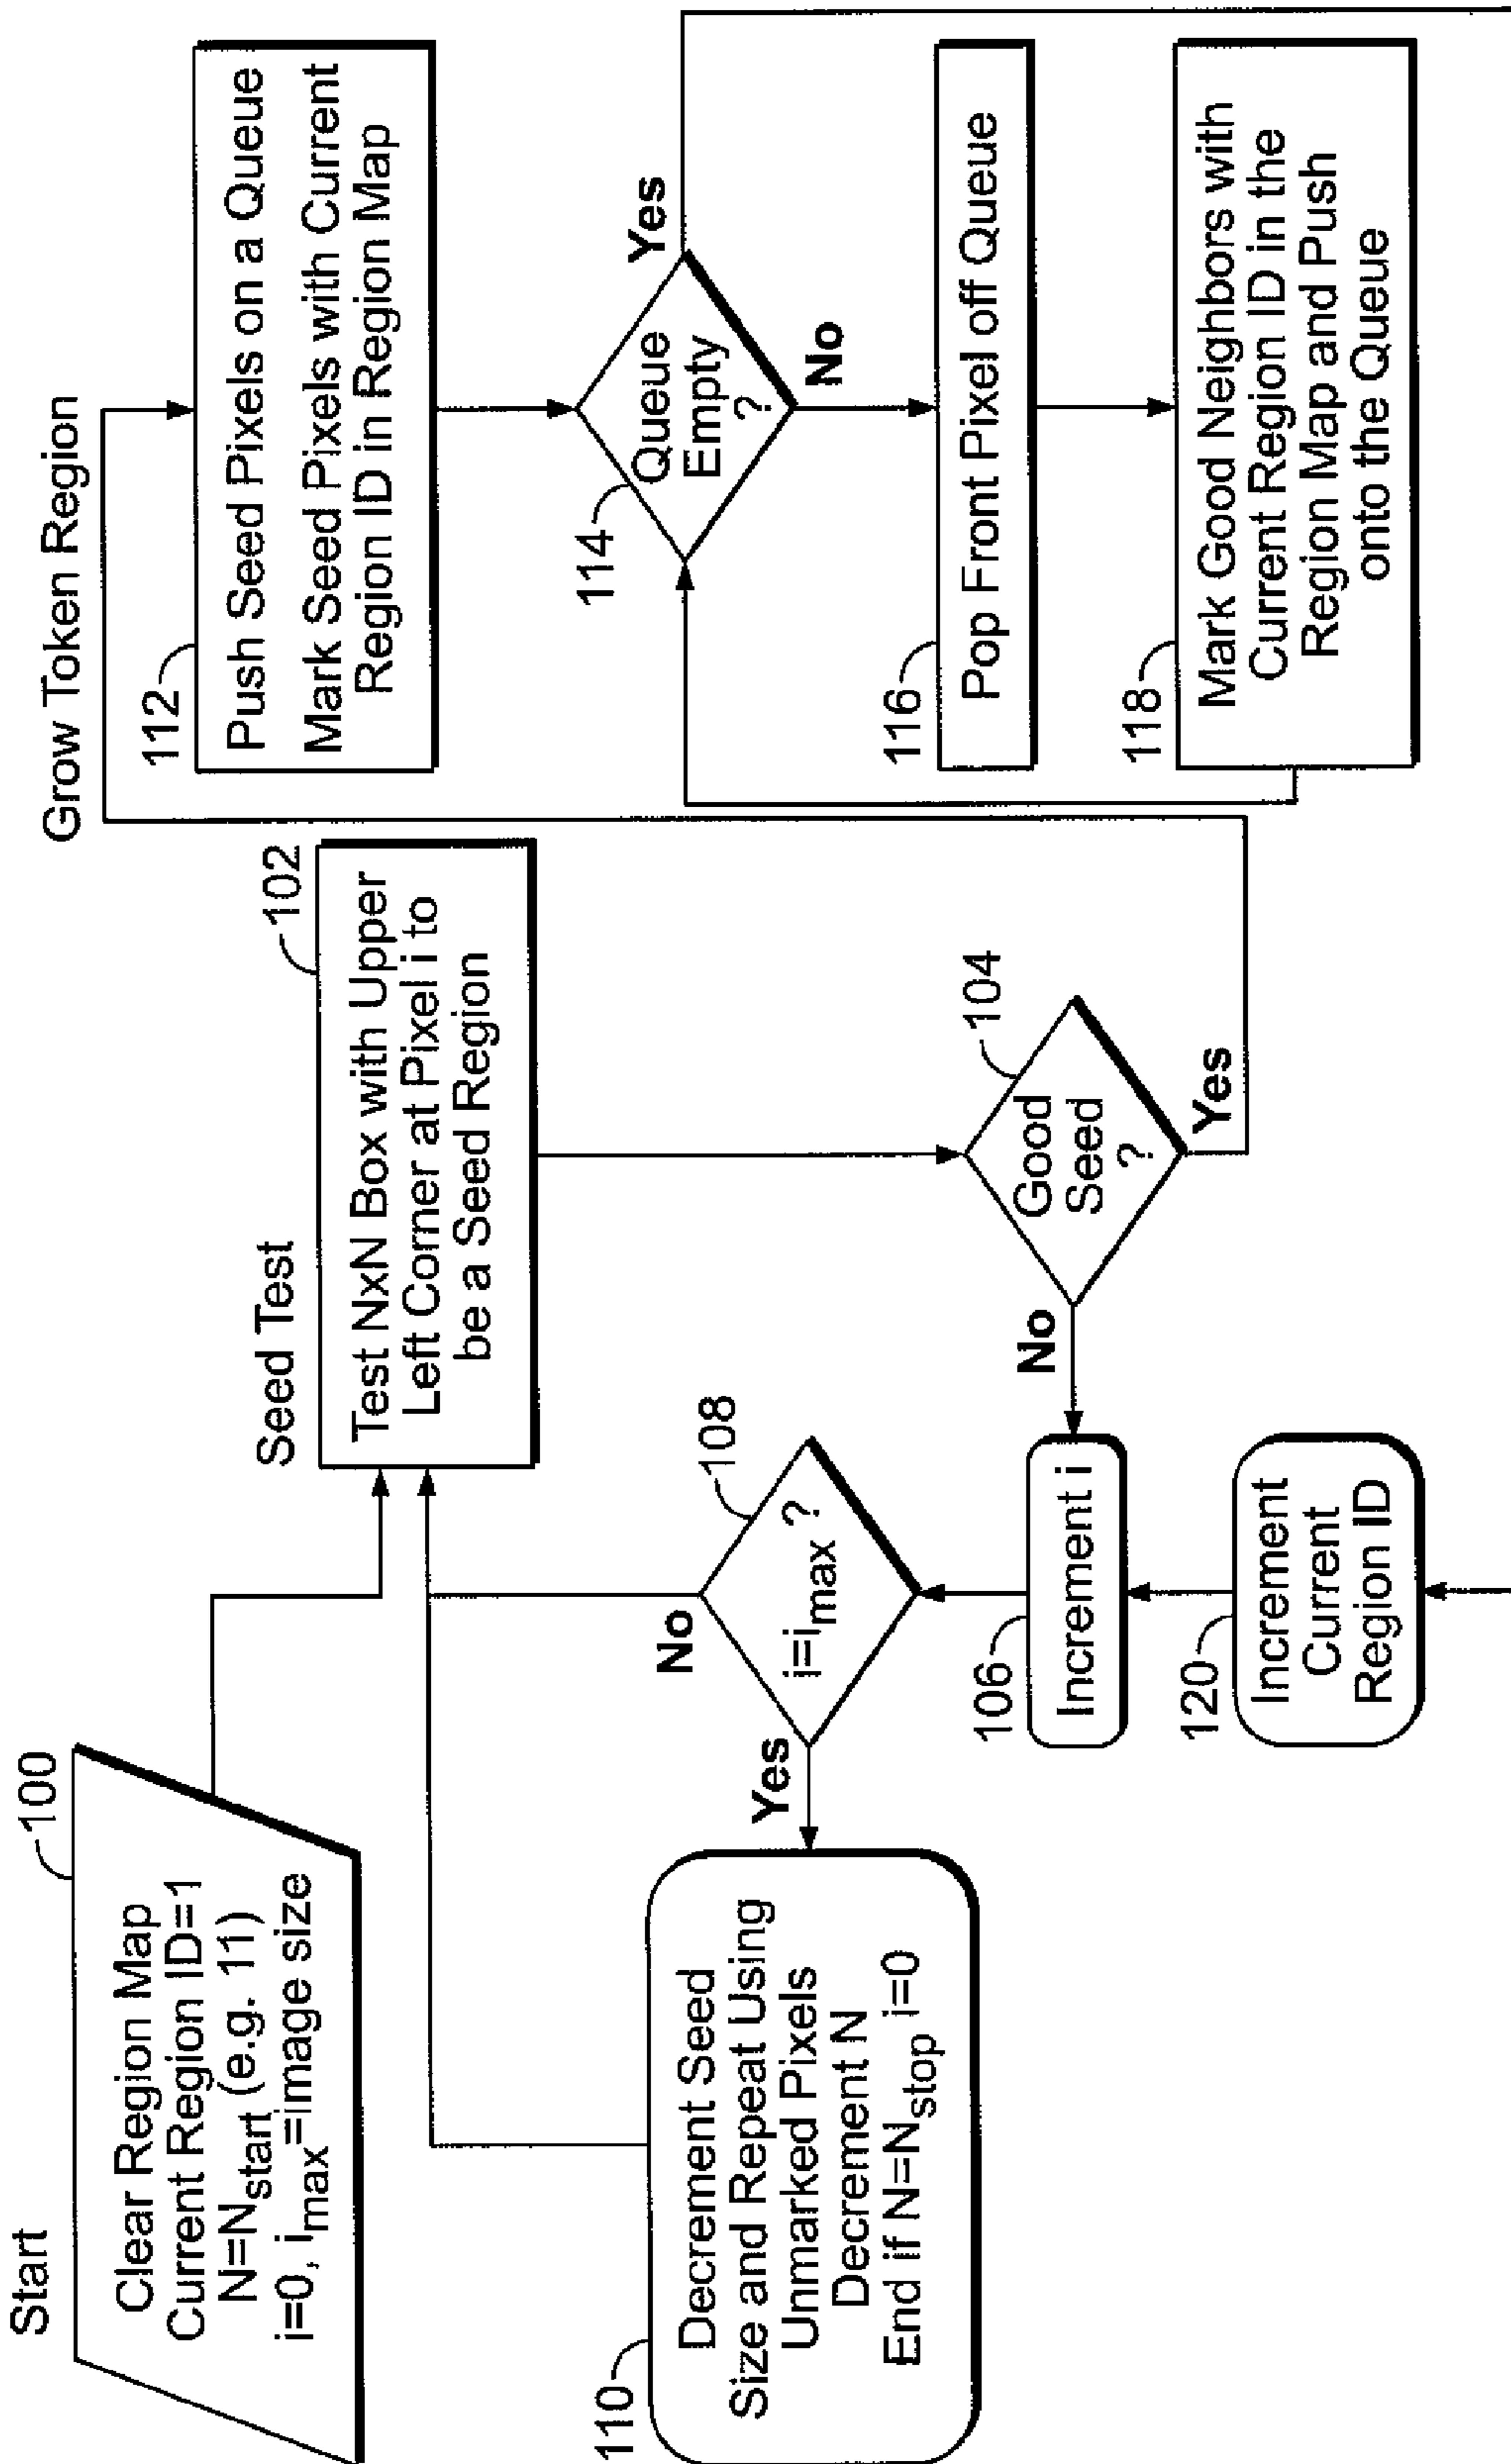 Start
100
Clear Region Map
Current Region ID=1
N=Nstart (e.g. 11)
i=0, imax=image size
Seed Test
102
Test NxN Box with Upper
Left Corner at Pixel i to
be a Seed Region
104
Good
Seed
?
Yes
No
106
Increment i
108
i=imax ?
No
Yes
110
Decrement Seed
Size and Repeat Using
Unmarked Pixels
Decrement N
End if N=Nstop i=0
Grow Token Region
112
Push Seed Pixels on a Queue
Mark Seed Pixels with Current
Region ID in Region Map
114
Queue
Empty
?
Yes
No
116
Pop Front Pixel off Queue
118
Mark Good Neighbors with
Current Region ID in the
Region Map and Push
onto the Queue
120
Increment
Current
Region ID